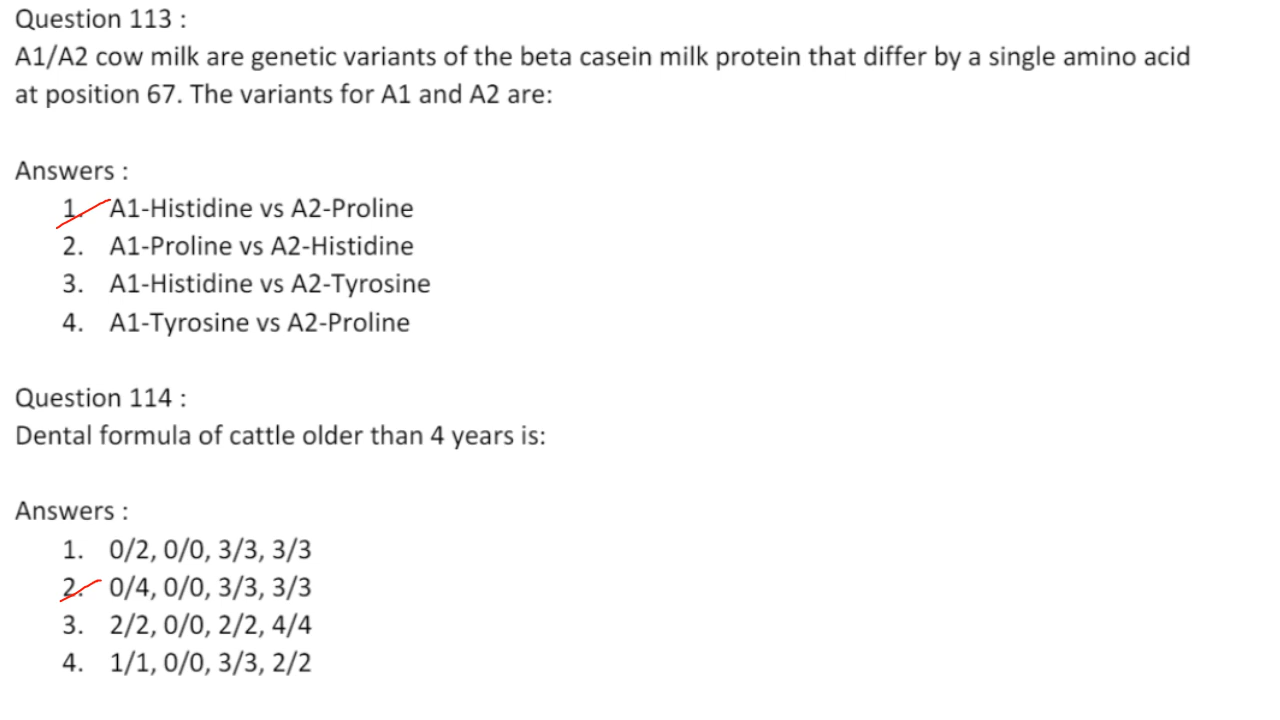 Question 113 :
A1/A2 cow milk are genetic variants of the beta casein milk protein that differ by a single amino acid
at position 67. The variants for A1 and A2 are:
Answers :
1. A1-Histidine vs A2-Proline
2. A1-Proline vs A2-Histidine
3. A1-Histidine vs A2-Tyrosine
4. A1-Tyrosine vs A2-Proline
Question 114 :
Dental formula of cattle older than 4 years is:
Answers :
1. 0/2, 0/0, 3/3, 3/3
2. 0/4, 0/0, 3/3, 3/3
3. 2/2, 0/0, 2/2, 4/4
4. 1/1, 0/0, 3/3, 2/2